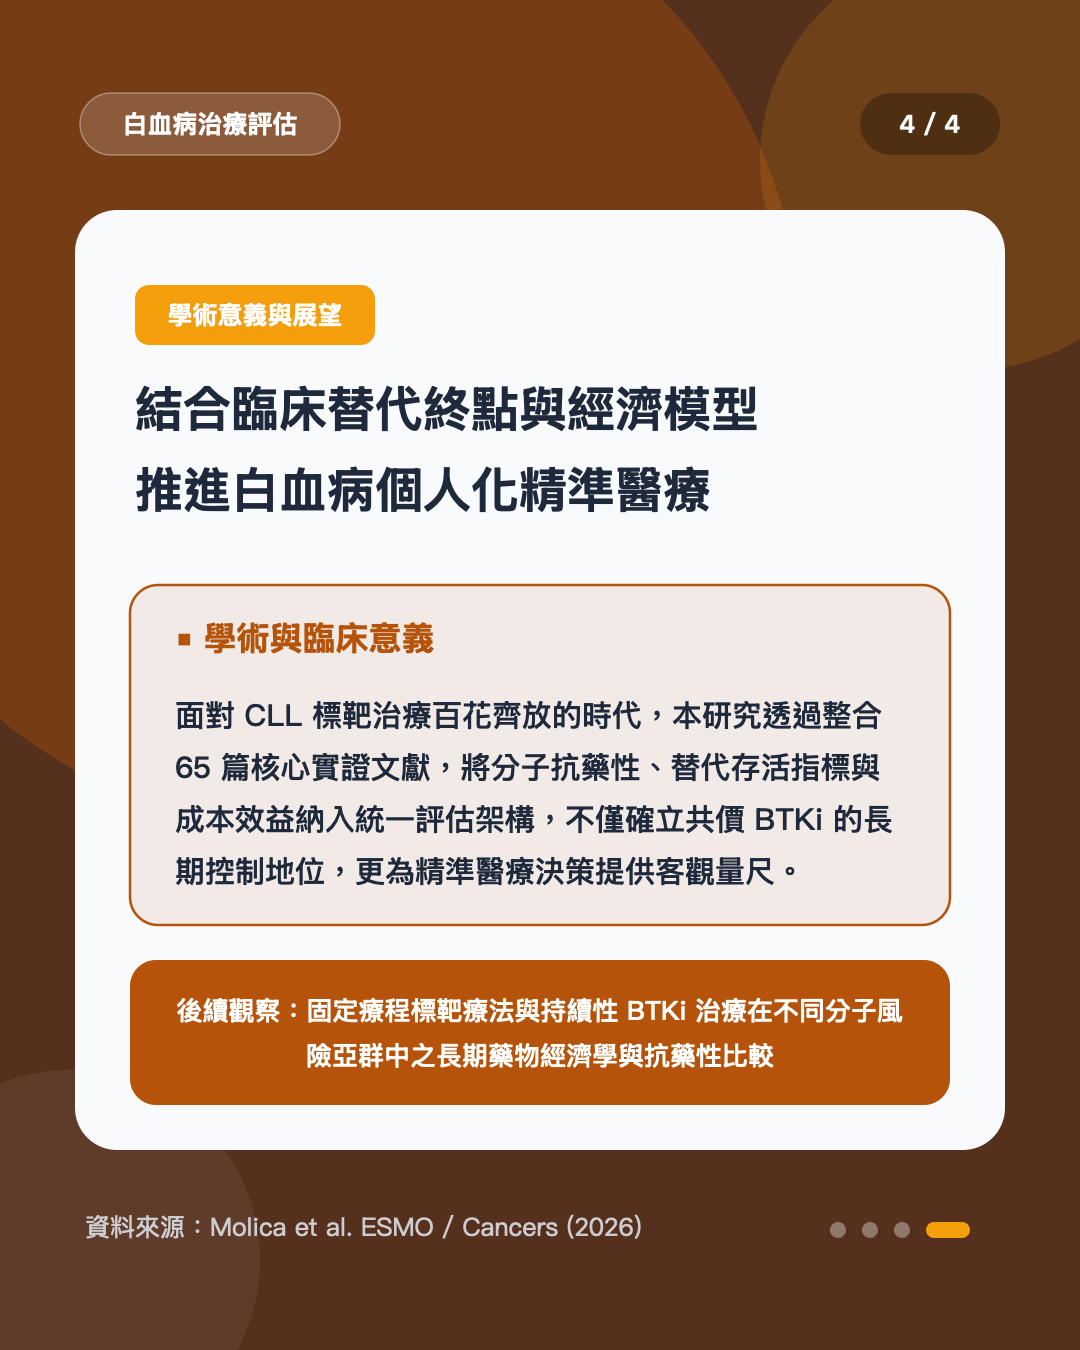 白血病治療評估
4 / 4
學術意義與展望
結合臨床替代終點與經濟模型
推進白血病個人化精準醫療
▪ 學術與臨床意義
面對 CLL 標靶治療百花齊放的時代，本研究透過整合
65 篇核心實證文獻，將分子抗藥性、替代存活指標與
成本效益納入統一評估架構，不僅確立共價 BTKi 的長
期控制地位，更為精準醫療決策提供客觀量尺。
後續觀察：固定療程標靶療法與持續性 BTKi 治療在不同分子風
險亞群中之長期藥物經濟學與抗藥性比較
資料來源：Molica et al. ESMO / Cancers (2026)